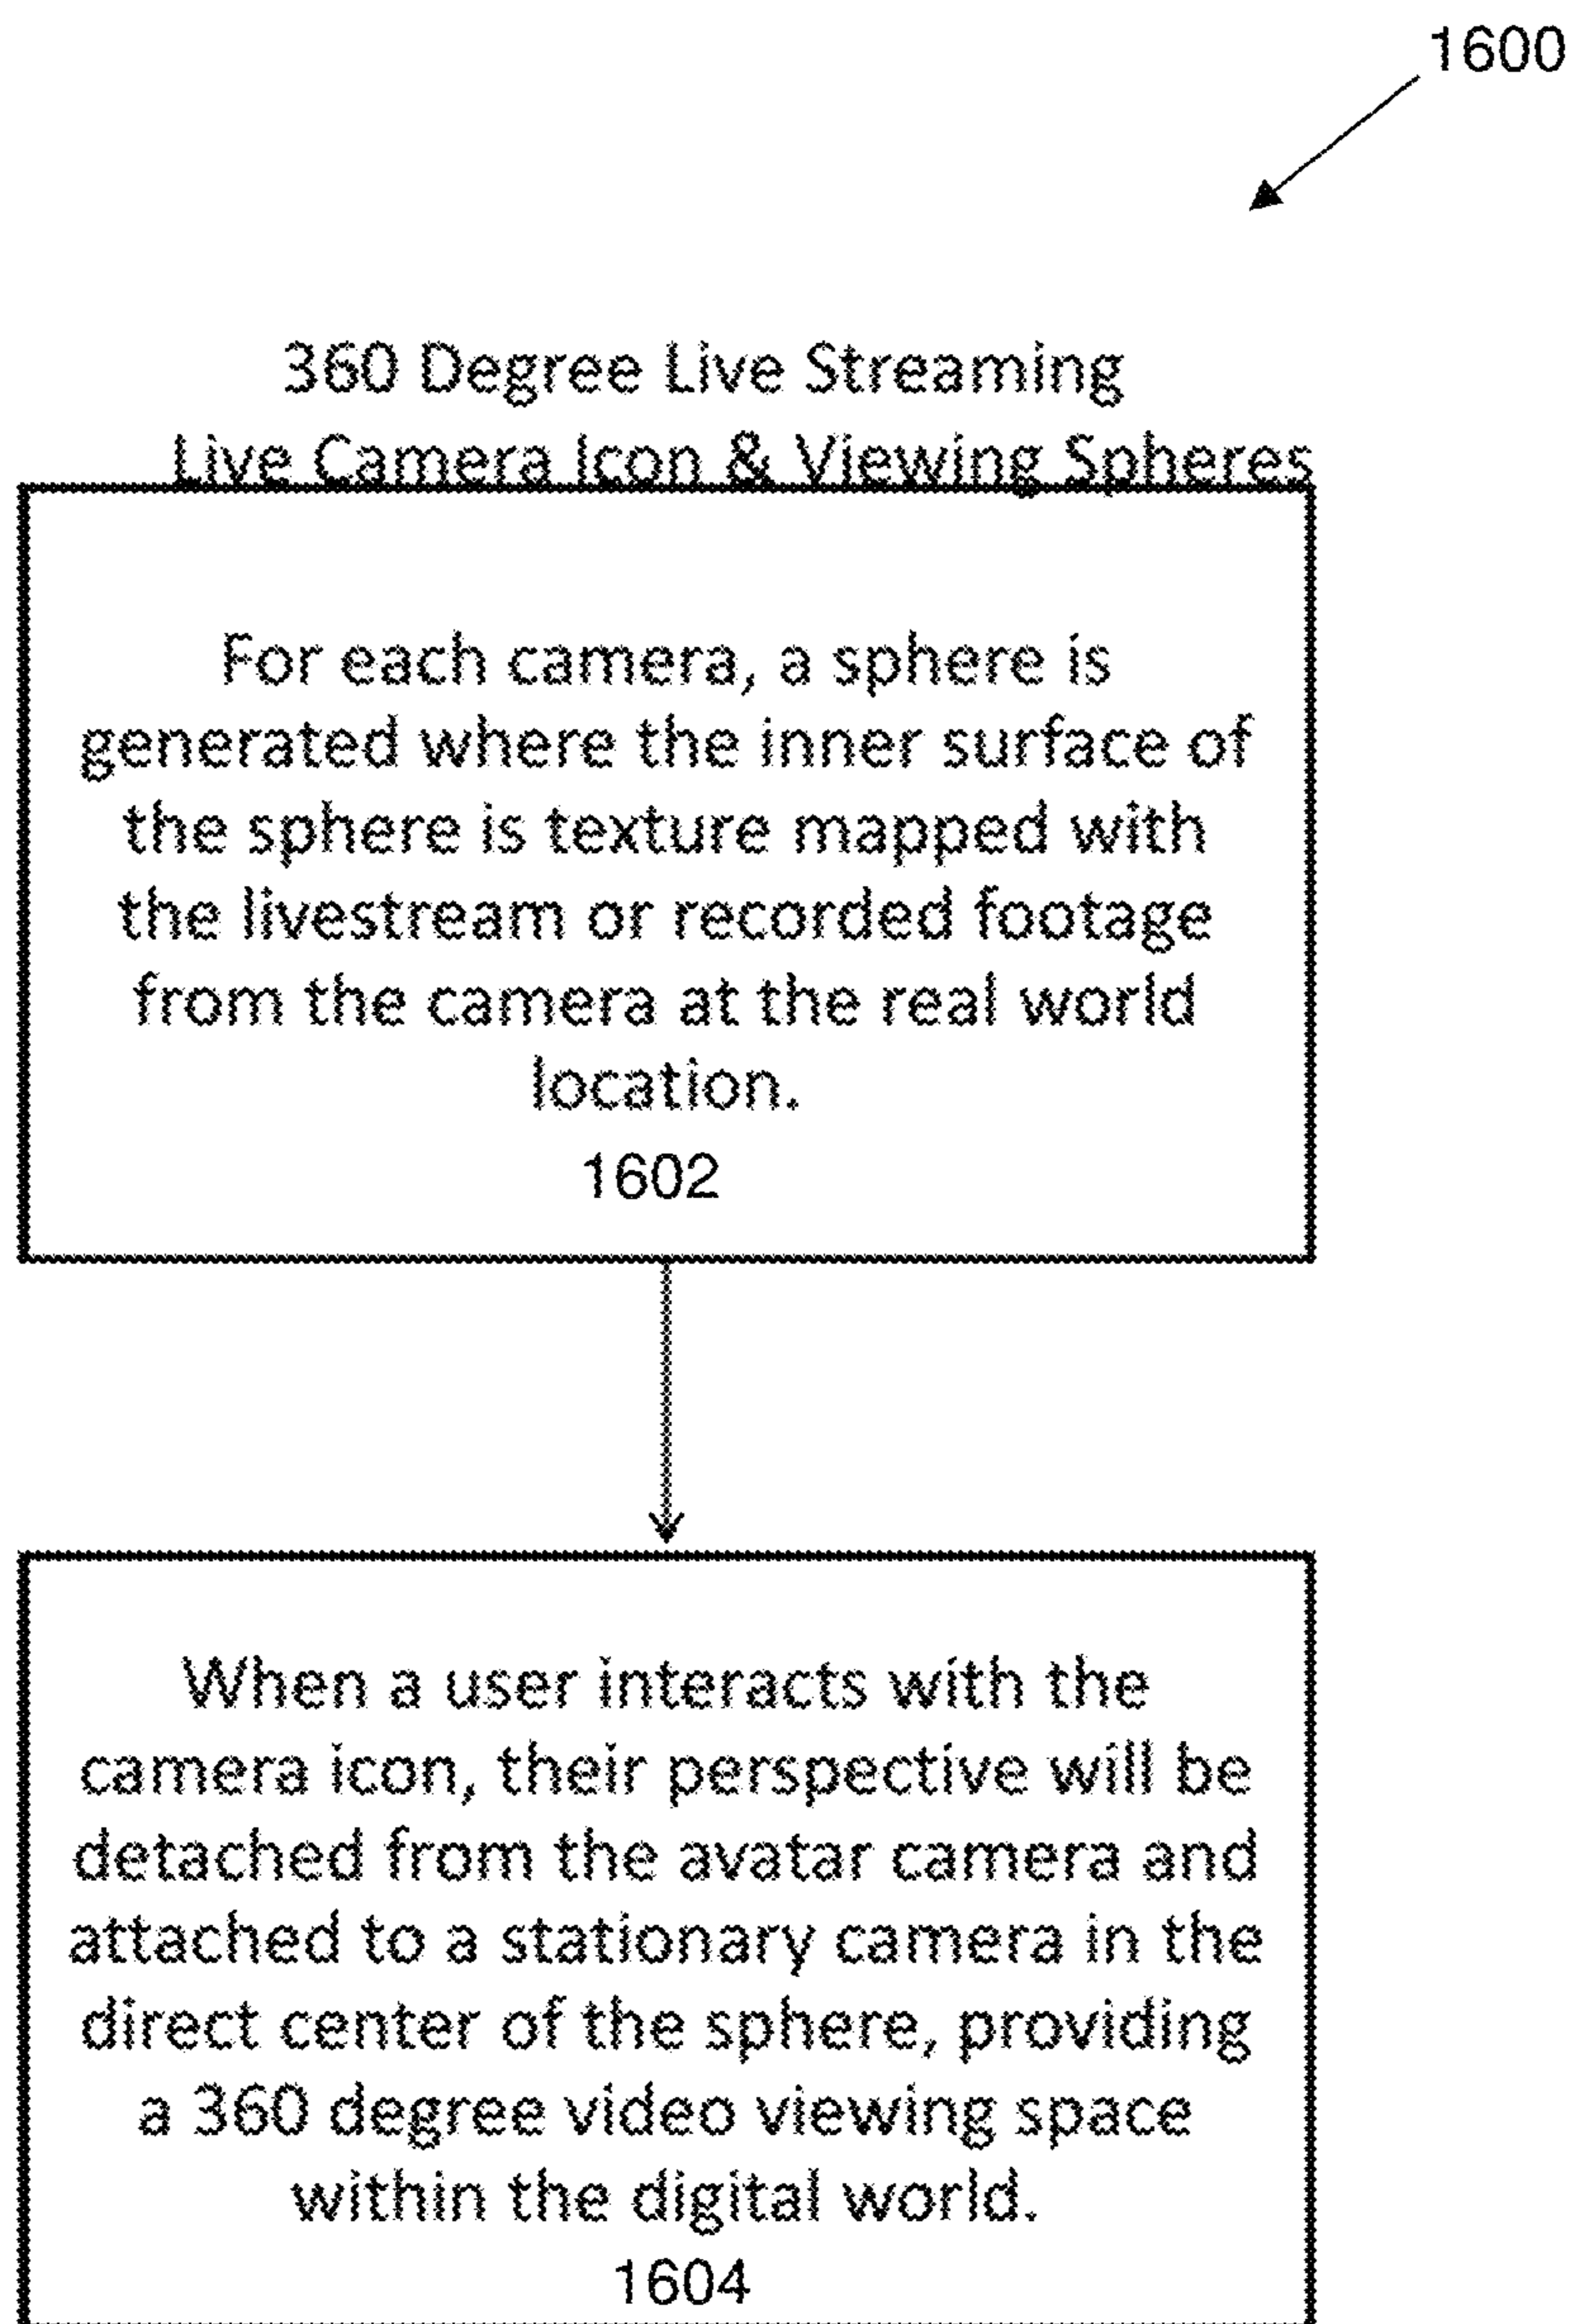 1600
360 Degree Live Streaming
Live Camera Icon & Viewing Spheres
For each camera, a sphere is
generated where the inner surface of
the sphere is texture mapped with
the livestream or recorded footage
from the camera at the real world
location.
1602
When a user interacts with the
camera icon, their perspective will be
detached from the avatar camera and
attached to a stationary camera in the
direct center of the sphere, providing
a 360 degree video viewing space
within the digital world.
1604